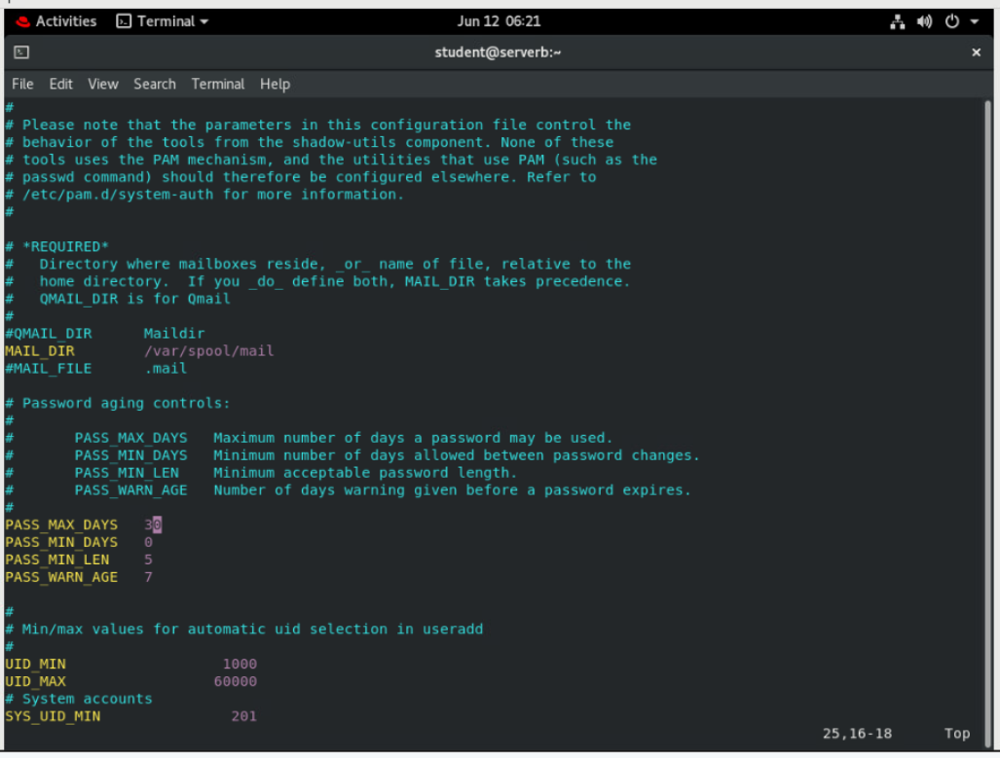 Activities Terminal Jun 12 06:21
student@serverb:~
File Edit View Search Terminal Help
#
# Please note that the parameters in this configuration file control the
# behavior of the tools from the shadow-utils component. None of these
# tools uses the PAM mechanism, and the utilities that use PAM (such as the
# passwd command) should therefore be configured elsewhere. Refer to
# /etc/pam.d/system-auth for more information.
#
# *REQUIRED*
#   Directory where mailboxes reside, _or_ name of file, relative to the
#   home directory.  If you _do_ define both, MAIL_DIR takes precedence.
#   QMAIL_DIR is for Qmail
#
#QMAIL_DIR      Maildir
MAIL_DIR        /var/spool/mail
#MAIL_FILE      .mail
# Password aging controls:
#
#       PASS_MAX_DAYS   Maximum number of days a password may be used.
#       PASS_MIN_DAYS   Minimum number of days allowed between password changes.
#       PASS_MIN_LEN    Minimum acceptable password length.
#       PASS_WARN_AGE   Number of days warning given before a password expires.
#
PASS_MAX_DAYS   30
PASS_MIN_DAYS   0
PASS_MIN_LEN    5
PASS_WARN_AGE   7
#
# Min/max values for automatic uid selection in useradd
#
UID_MIN                  1000
UID_MAX                 60000
# System accounts
SYS_UID_MIN               201
25,16-18      Top